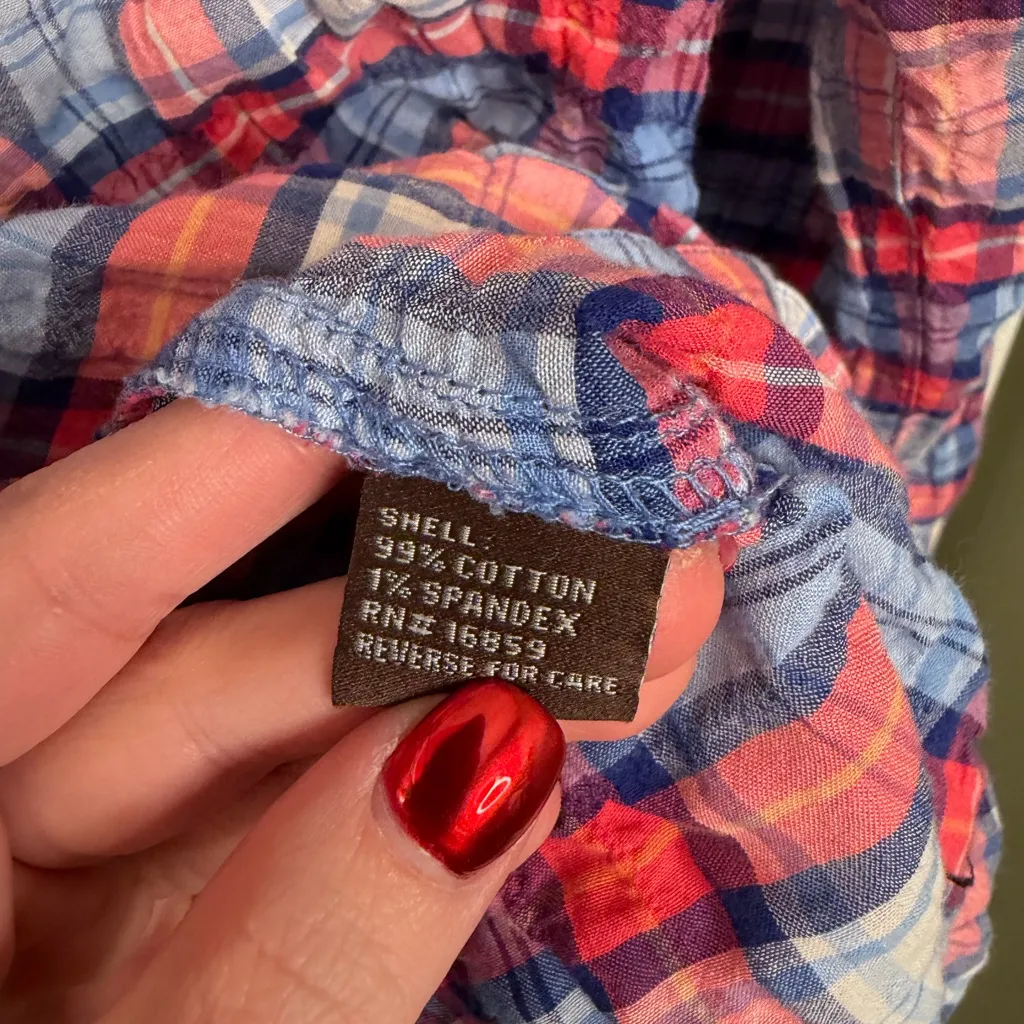 SHELL:
99% COTTON
1% SPANDEX
RN# 16859
REVERSE FOR CARE